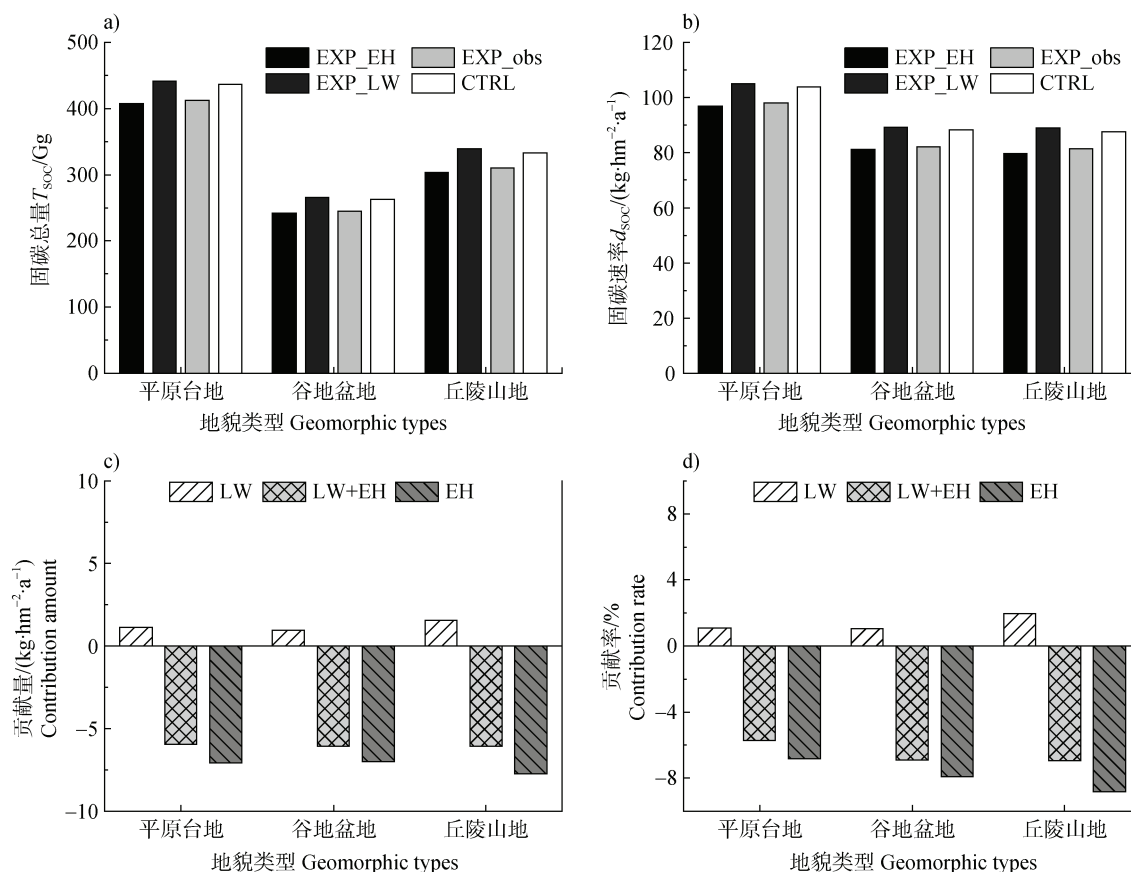 a)
固碳总量TSOC/Gg
500
400
300
200
100
0
EXP_EH EXP_obs
EXP_LW CTRL
平原台地 谷地盆地 丘陵山地
地貌类型 Geomorphic types
b)
固碳速率dSOC/(kg·hm⁻²·a⁻¹)
120
100
80
60
40
20
0
EXP_EH EXP_obs
EXP_LW CTRL
平原台地 谷地盆地 丘陵山地
地貌类型 Geomorphic types
c)
贡献量/(kg·hm⁻²·a⁻¹)
Contribution amount
10
5
0
−5
−10
LW LW+EH EH
平原台地 谷地盆地 丘陵山地
地貌类型 Geomorphic types
d)
贡献率/%
Contribution rate
8
4
0
−4
−8
LW LW+EH EH
平原台地 谷地盆地 丘陵山地
地貌类型 Geomorphic types